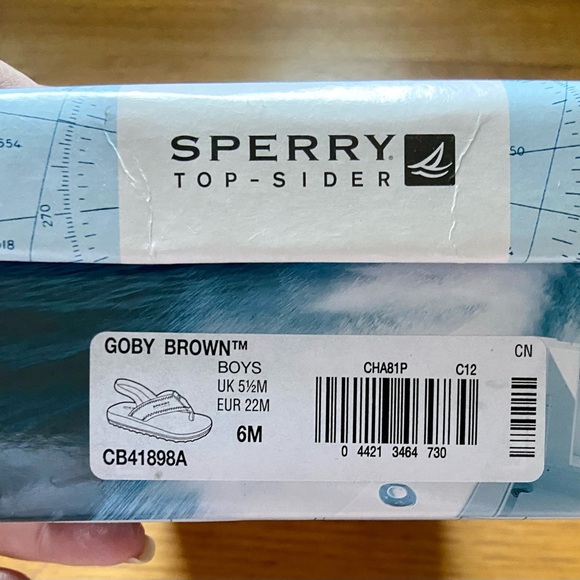 554
270
18
SPERRY®
TOP-SIDER
50
GOBY BROWN™
BOYS
UK 5½M
EUR 22M
6M
CB41898A
CHA81P C12
0 4421 3464 730
CN